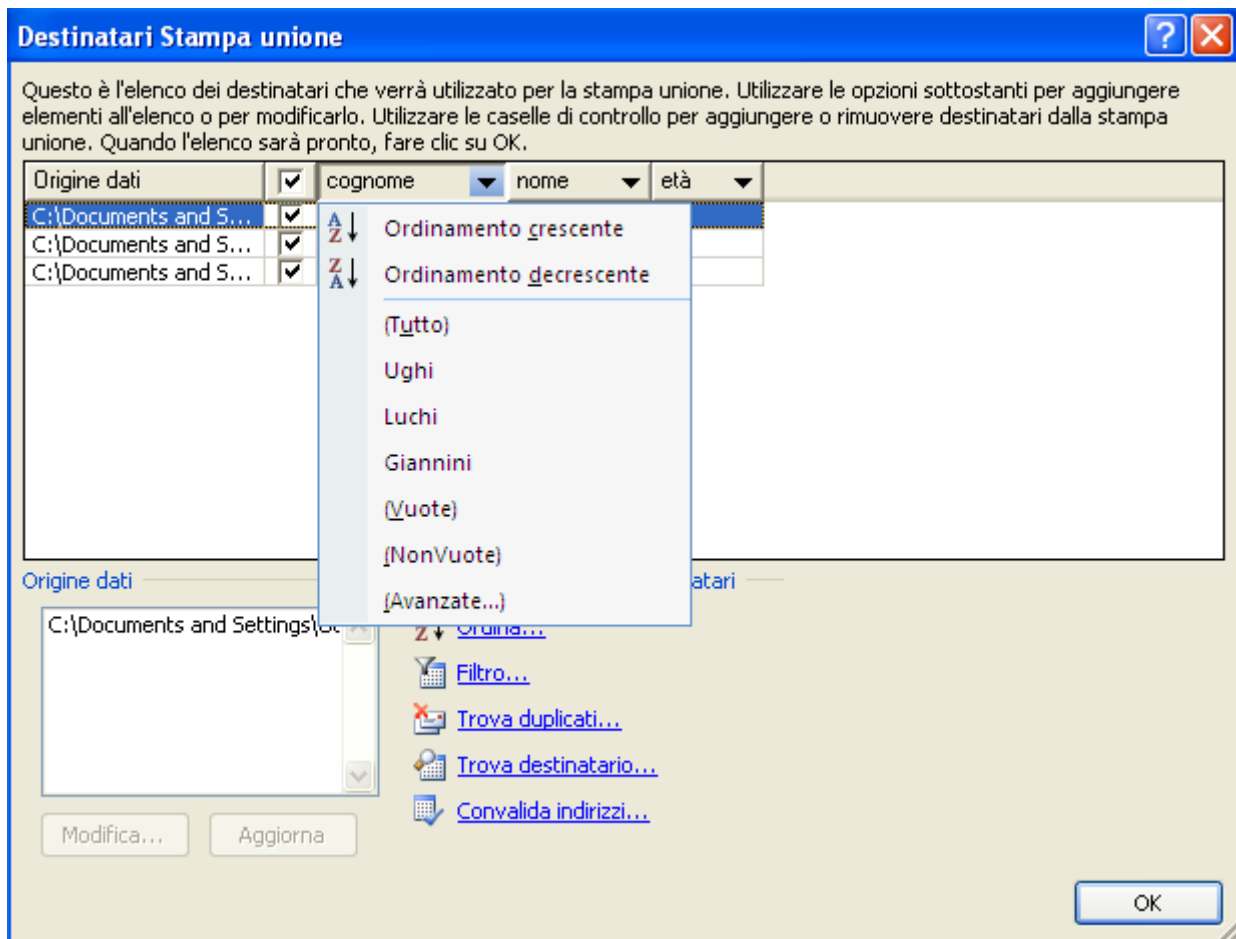 Destinatari Stampa unione
Questo è l'elenco dei destinatari che verrà utilizzato per la stampa unione. Utilizzare le opzioni sottostanti per aggiungere
elementi all'elenco o per modificarlo. Utilizzare le caselle di controllo per aggiungere o rimuovere destinatari dalla stampa
unione. Quando l'elenco sarà pronto, fare clic su OK.
Origine dati cognome nome età
C:\Documents and S...
C:\Documents and S...
C:\Documents and S...
Ordinamento crescente
Ordinamento decrescente
(Tutto)
Ughi
Luchi
Giannini
(Vuote)
(NonVuote)
(Avanzate...)
Origine dati
atari
C:\Documents and Settings\
Ordina...
Filtro...
Trova duplicati...
Trova destinatario...
Convalida indirizzi...
Modifica... Aggiorna
OK